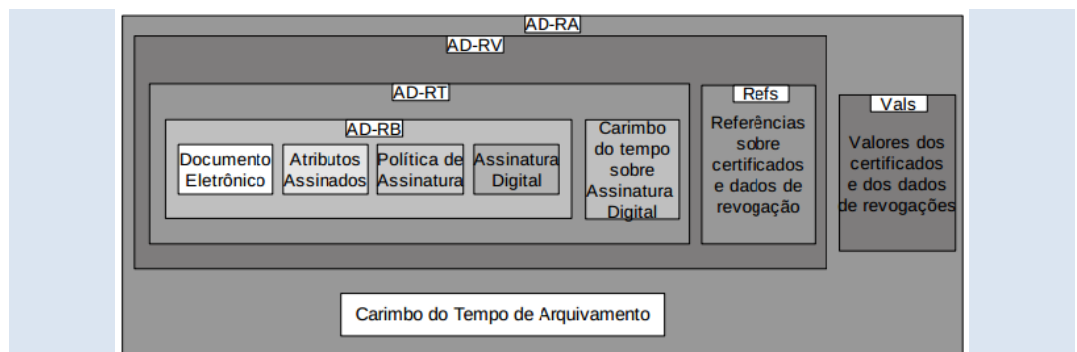 AD-RA
AD-RV
AD-RT
AD-RB
Documento
Eletrônico
Atributos
Assinados
Política de
Assinatura
Assinatura
Digital
Carimbo
do tempo
sobre
Assinatura
Digital
Refs
Referências
sobre
certificados
e dados de
revogação
Vals
Valores dos
certificados
e dos dados
de revogações
Carimbo do Tempo de Arquivamento